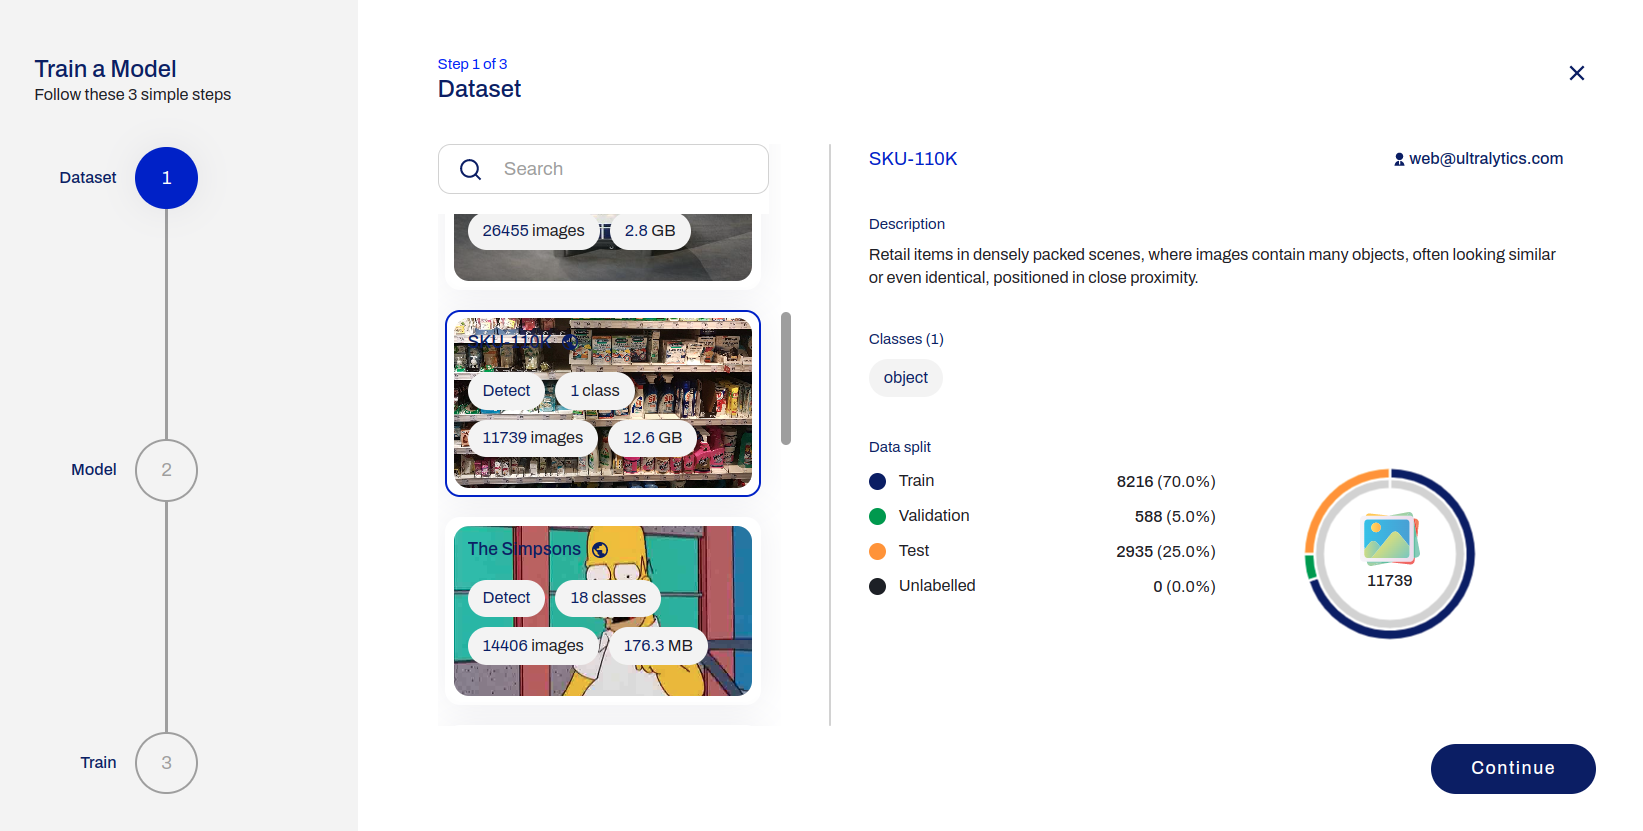 Train a Model
Follow these 3 simple steps
Dataset 1
Model 2
Train 3
Step 1 of 3
Dataset
Search
26455 images 2.8 GB
SKU-110K
Detect 1 class
11739 images 12.6 GB
The Simpsons
Detect 18 classes
14406 images 176.3 MB
SKU-110K web@ultralytics.com
Description
Retail items in densely packed scenes, where images contain many objects, often looking similar
or even identical, positioned in close proximity.
Classes (1)
object
Data split
Train 8216 (70.0%)
Validation 588 (5.0%)
Test 2935 (25.0%)
Unlabelled 0 (0.0%)
11739
Continue